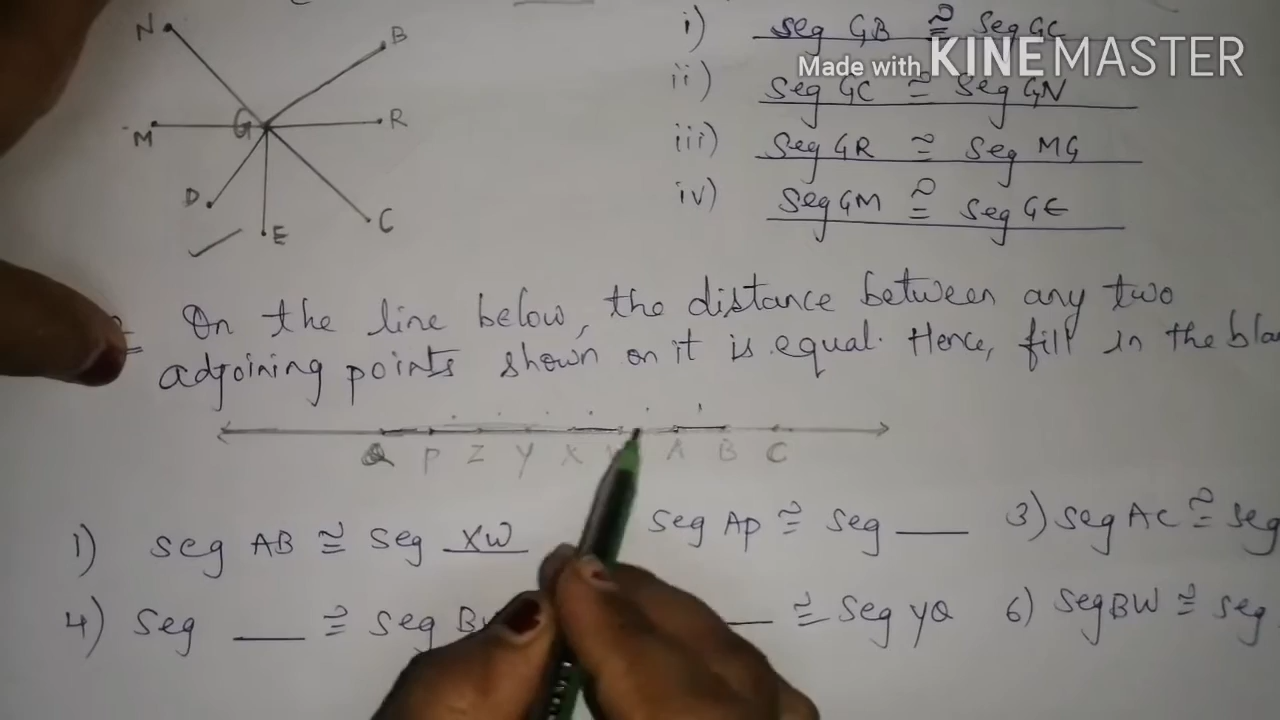 N
B
M
G
R
D
E
C
i) seg GB ≅ seg GC
Made with KINEMASTER
ii) seg GC ≅ seg GN
iii) seg GR ≅ seg MG
iv) seg GM ≅ seg GE
On the line below, the distance between any two
adjoining points shown on it is equal. Hence, fill in the
Q P Z Y X A B C
1) seg AB ≅ seg XW
seg AP ≅ seg ___ 3) seg AC ≅ seg
4) seg ___ ≅ seg
___ ≅ seg YQ 6) seg BW ≅ seg